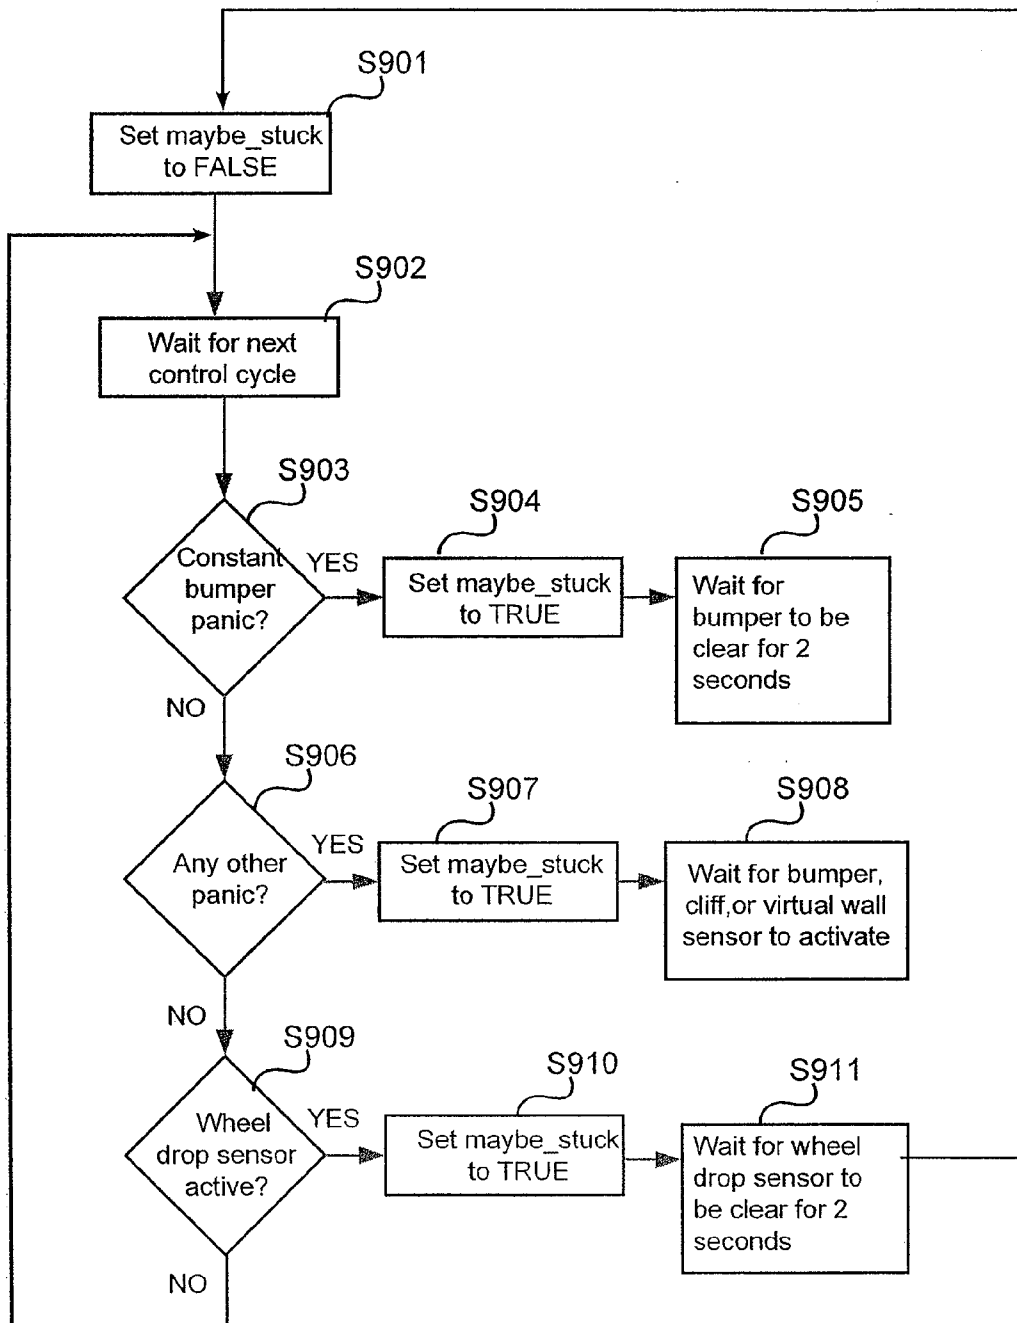 S901
Set maybe_stuck
to FALSE
S902
Wait for next
control cycle
S903
Constant
bumper
panic?
YES
NO
S904
Set maybe_stuck
to TRUE
S905
Wait for
bumper to be
clear for 2
seconds
S906
Any other
panic?
YES
NO
S907
Set maybe_stuck
to TRUE
S908
Wait for bumper,
cliff,or virtual wall
sensor to activate
S909
Wheel
drop sensor
active?
YES
NO
S910
Set maybe_stuck
to TRUE
S911
Wait for wheel
drop sensor to
be clear for 2
seconds